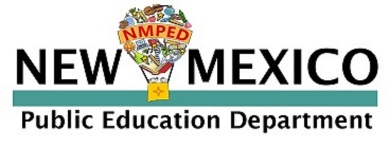 NMPED
NEW MEXICO
Public Education Department